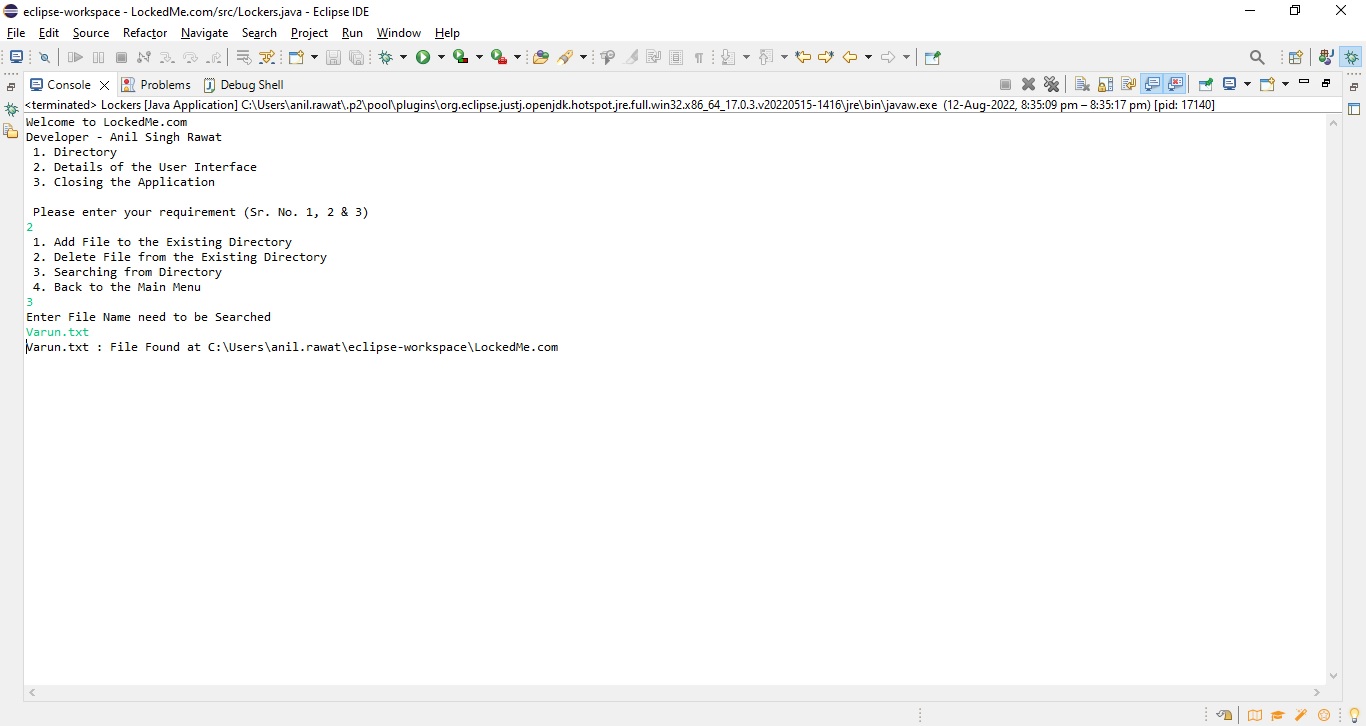 eclipse-workspace - LockedMe.com/src/Lockers.java - Eclipse IDE
File Edit Source Refactor Navigate Search Project Run Window Help
Console Problems Debug Shell
<terminated> Lockers [Java Application] C:\Users\anil.rawat\.p2\pool\plugins\org.eclipse.justj.openjdk.hotspot.jre.full.win32.x86_64_17.0.3.v20220515-1416\jre\bin\javaw.exe (12-Aug-2022, 8:35:09 pm – 8:35:17 pm) [pid: 17140]
Welcome to LockedMe.com
Developer - Anil Singh Rawat
1. Directory
2. Details of the User Interface
3. Closing the Application
Please enter your requirement (Sr. No. 1, 2 & 3)
2
1. Add File to the Existing Directory
2. Delete File from the Existing Directory
3. Searching from Directory
4. Back to the Main Menu
3
Enter File Name need to be Searched
Varun.txt
Varun.txt : File Found at C:\Users\anil.rawat\eclipse-workspace\LockedMe.com